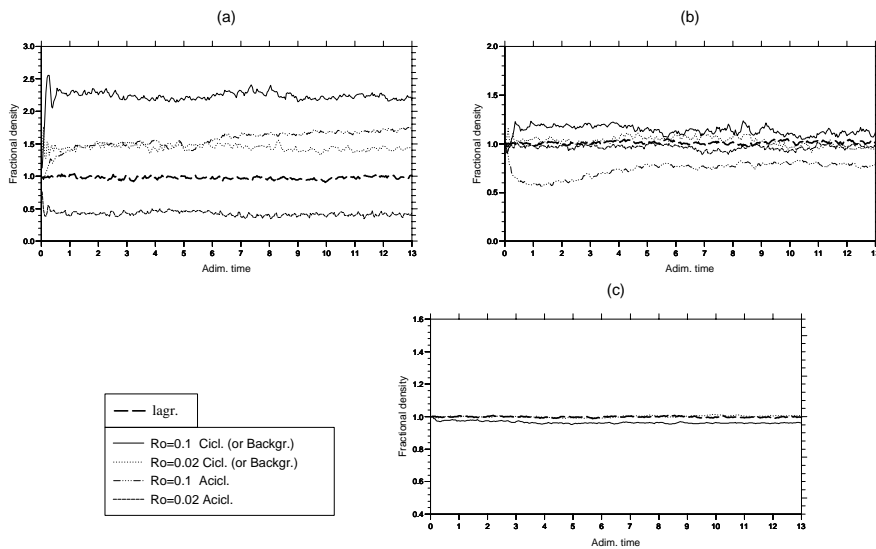 (a)
3.0
2.5
2.0
1.5
1.0
0.5
0.0
Fractional density
0 1 2 3 4 5 6 7 8 9 10 11 12 13
Adim. time
(b)
2.0
1.5
1.0
0.5
0.0
Fractional density
0 1 2 3 4 5 6 7 8 9 10 11 12 13
Adim. time
(c)
1.6
1.4
1.2
1.0
0.8
0.6
0.4
Fractional density
0 1 2 3 4 5 6 7 8 9 10 11 12 13
Adim. time
lagr.
Ro=0.1 Cicl. (or Backgr.)
Ro=0.02 Cicl. (or Backgr.)
Ro=0.1 Acicl.
Ro=0.02 Acicl.